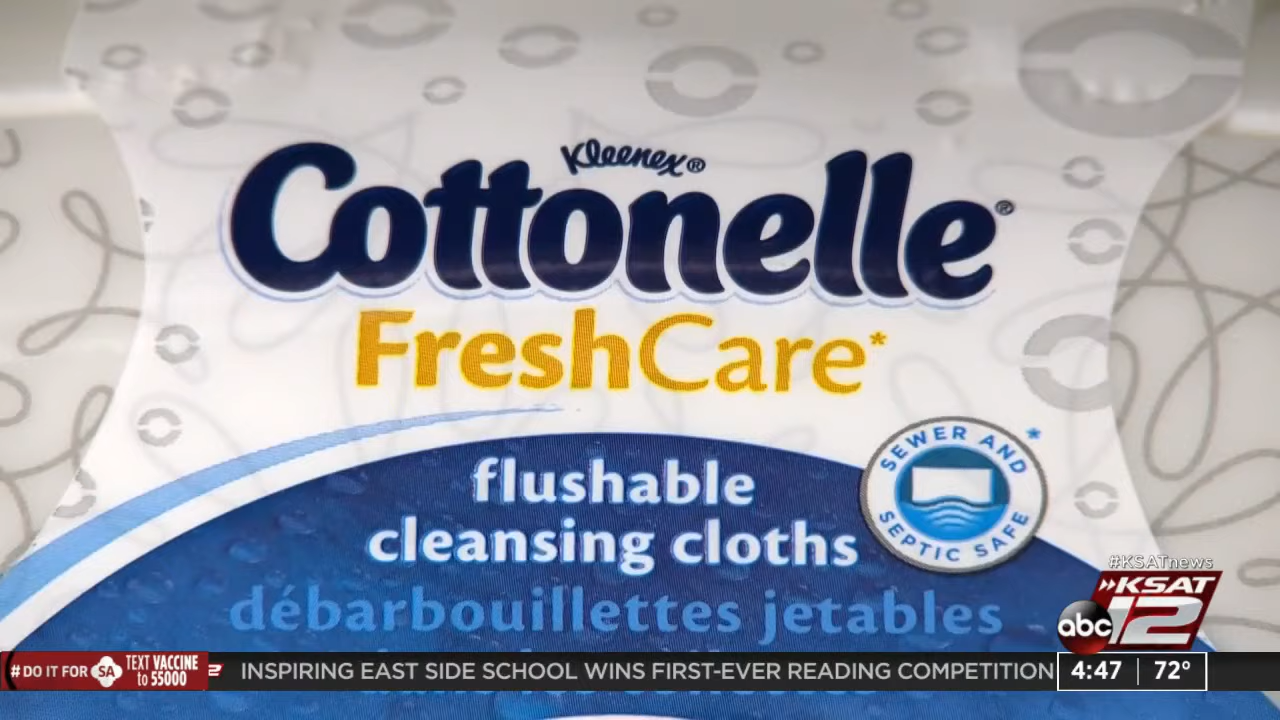 Kleenex®
Cottonelle®
FreshCare*
flushable
cleansing cloths
débarbouillettes jetables
SEWER AND
SEPTIC SAFE
*
#KSATnews
KSAT
abc 12
#DO IT FOR SA TEXT VACCINE to 55000
INSPIRING EAST SIDE SCHOOL WINS FIRST-EVER READING COMPETITION
4:47 72°